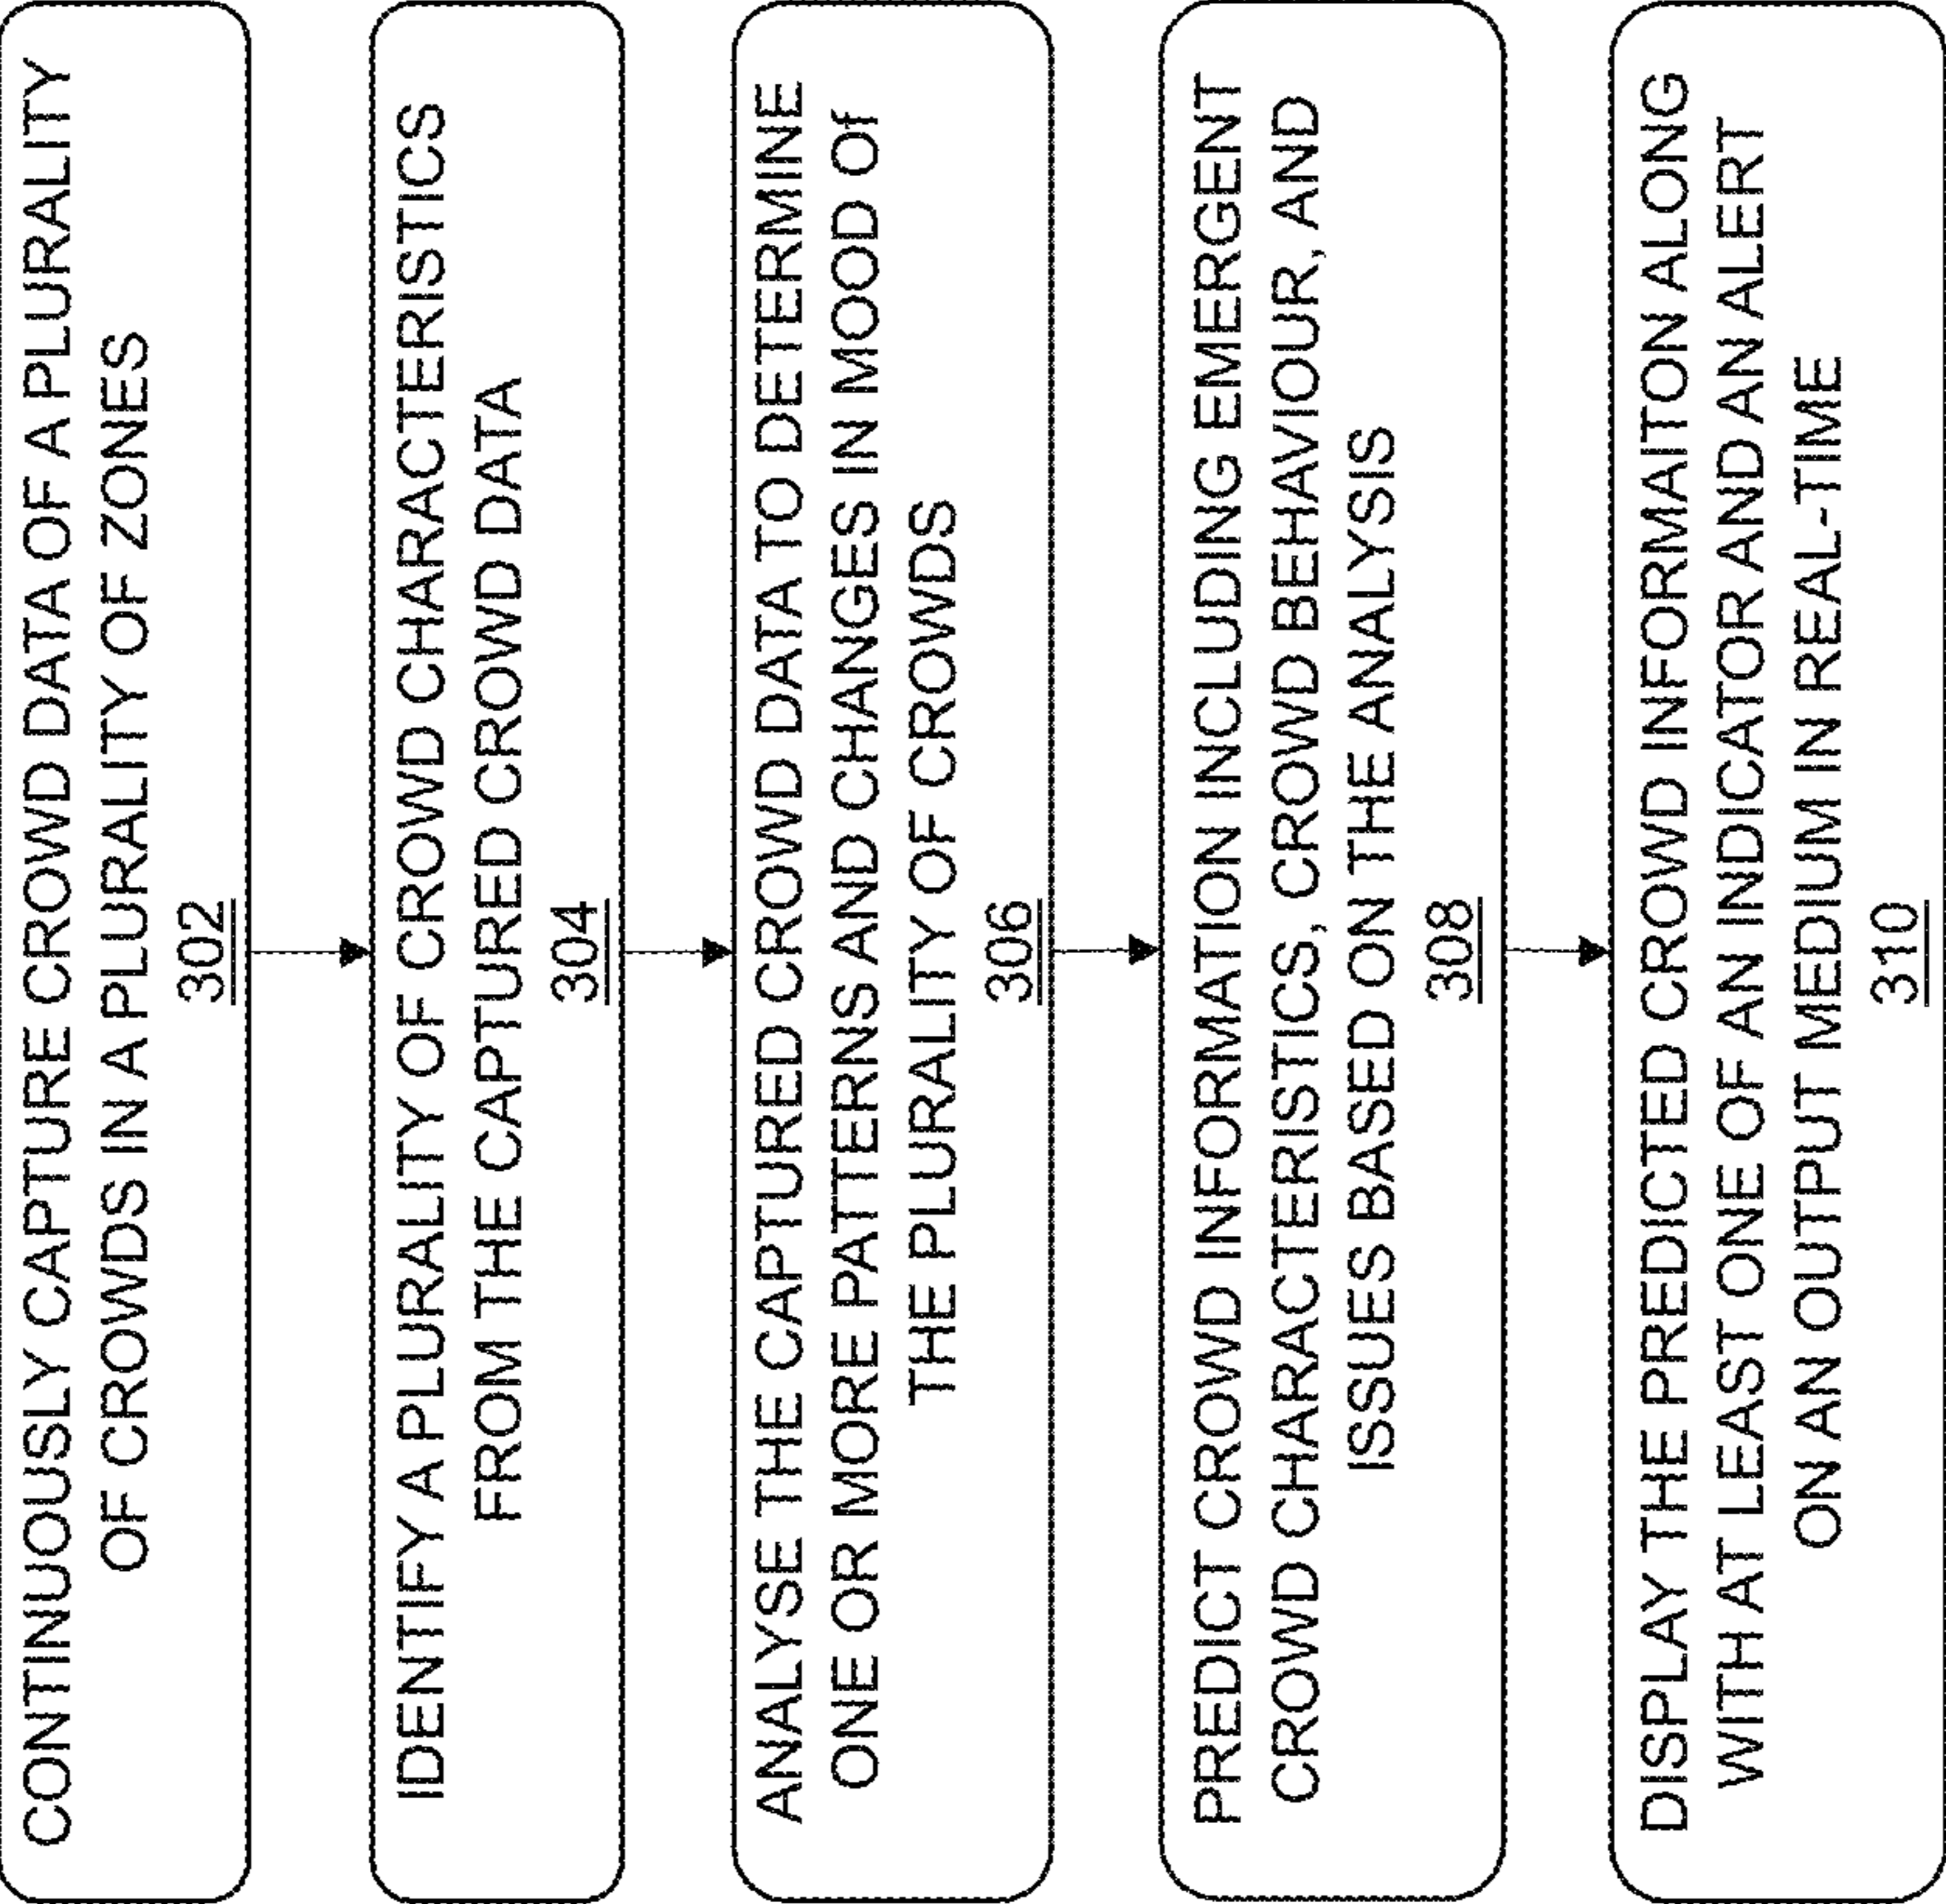 CONTINUOUSLY CAPTURE CROWD DATA OF A PLURALITY
OF CROWDS IN A PLURALITY OF ZONES
302
IDENTIFY A PLURALITY OF CROWD CHARACTERISTICS
FROM THE CAPTURED CROWD DATA
304
ANALYSE THE CAPTURED CROWD DATA TO DETERMINE
ONE OR MORE PATTERNS AND CHANGES IN MOOD Of
THE PLURALITY OF CROWDS
306
PREDICT CROWD INFORMATION INCLUDING EMERGENT
CROWD CHARACTERISTICS, CROWD BEHAVIOUR, AND
ISSUES BASED ON THE ANALYSIS
308
DISPLAY THE PREDICTED CROWD INFORMAITON ALONG
WITH AT LEAST ONE OF AN INDICATOR AND AN ALERT
ON AN OUTPUT MEDIUM IN REAL-TIME
310